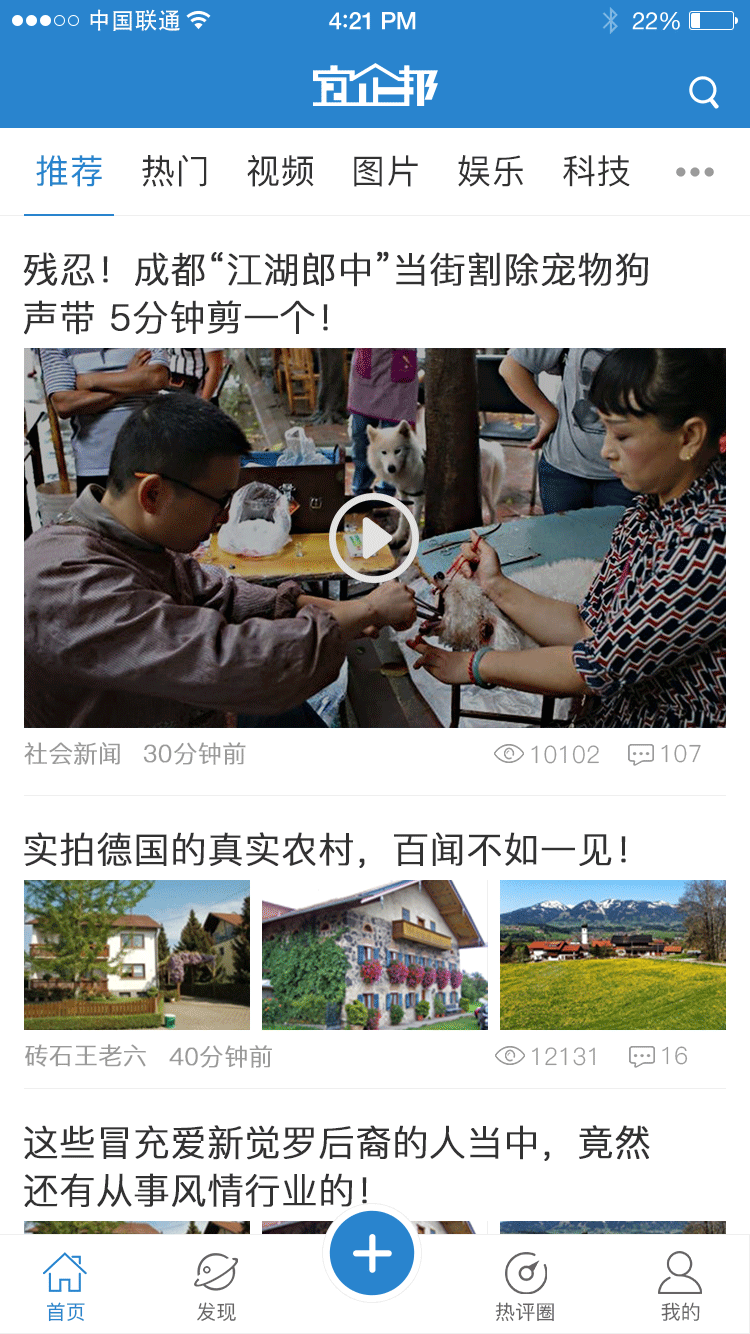 中国联通 4:21 PM 22%
宜企邦
推荐 热门 视频 图片 娱乐 科技
残忍！成都“江湖郎中”当街割除宠物狗
声带 5分钟剪一个！
社会新闻 30分钟前 10102 107
实拍德国的真实农村，百闻不如一见！
砖石王老六 40分钟前 12131 16
这些冒充爱新觉罗后裔的人当中，竟然
还有从事风情行业的！
首页 发现 热评圈 我的